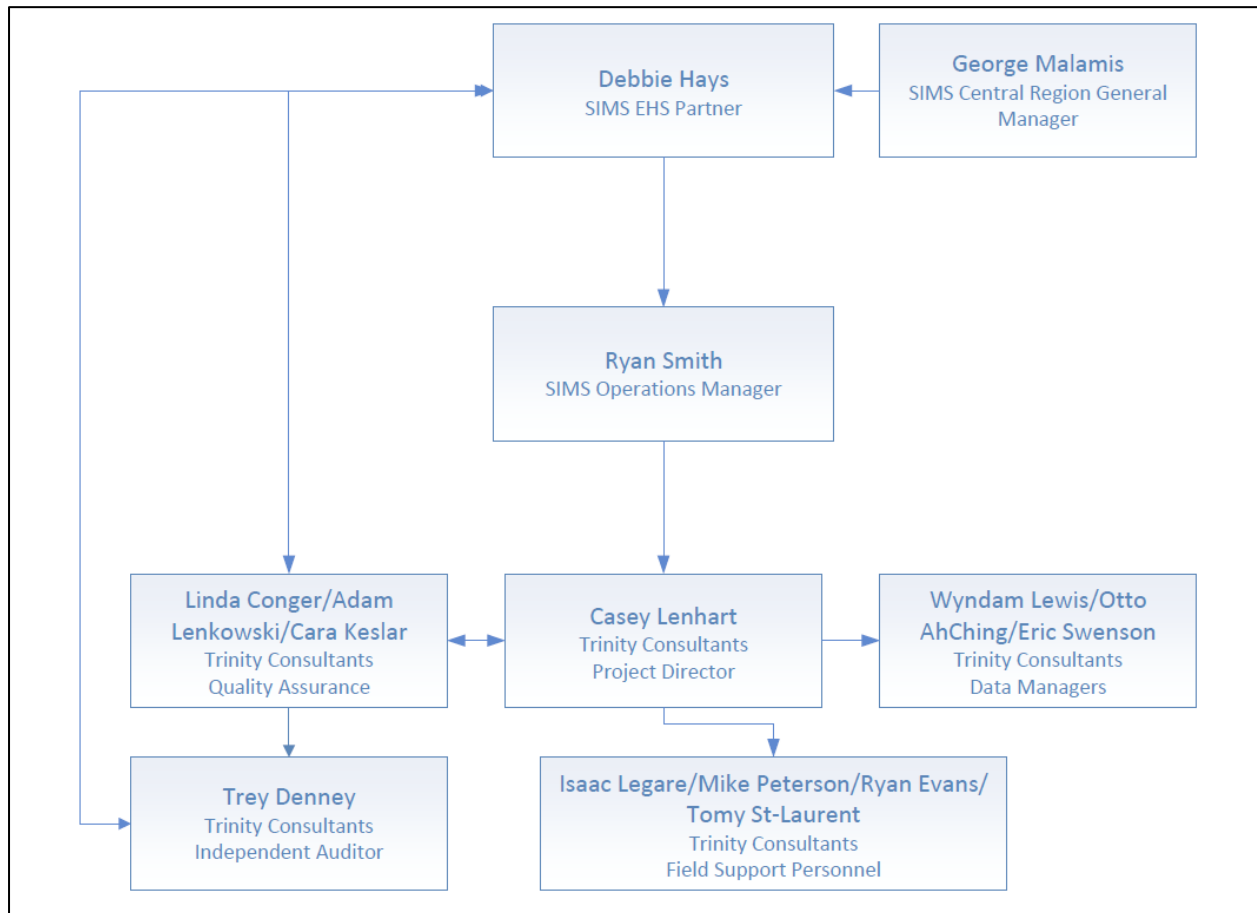 Debbie Hays
SIMS EHS Partner
George Malamis
SIMS Central Region General
Manager
Ryan Smith
SIMS Operations Manager
Linda Conger/Adam
Lenkowski/Cara Keslar
Trinity Consultants
Quality Assurance
Casey Lenhart
Trinity Consultants
Project Director
Wyndam Lewis/Otto
AhChing/Eric Swenson
Trinity Consultants
Data Managers
Trey Denney
Trinity Consultants
Independent Auditor
Isaac Legare/Mike Peterson/Ryan Evans/
Tomy St-Laurent
Trinity Consultants
Field Support Personnel